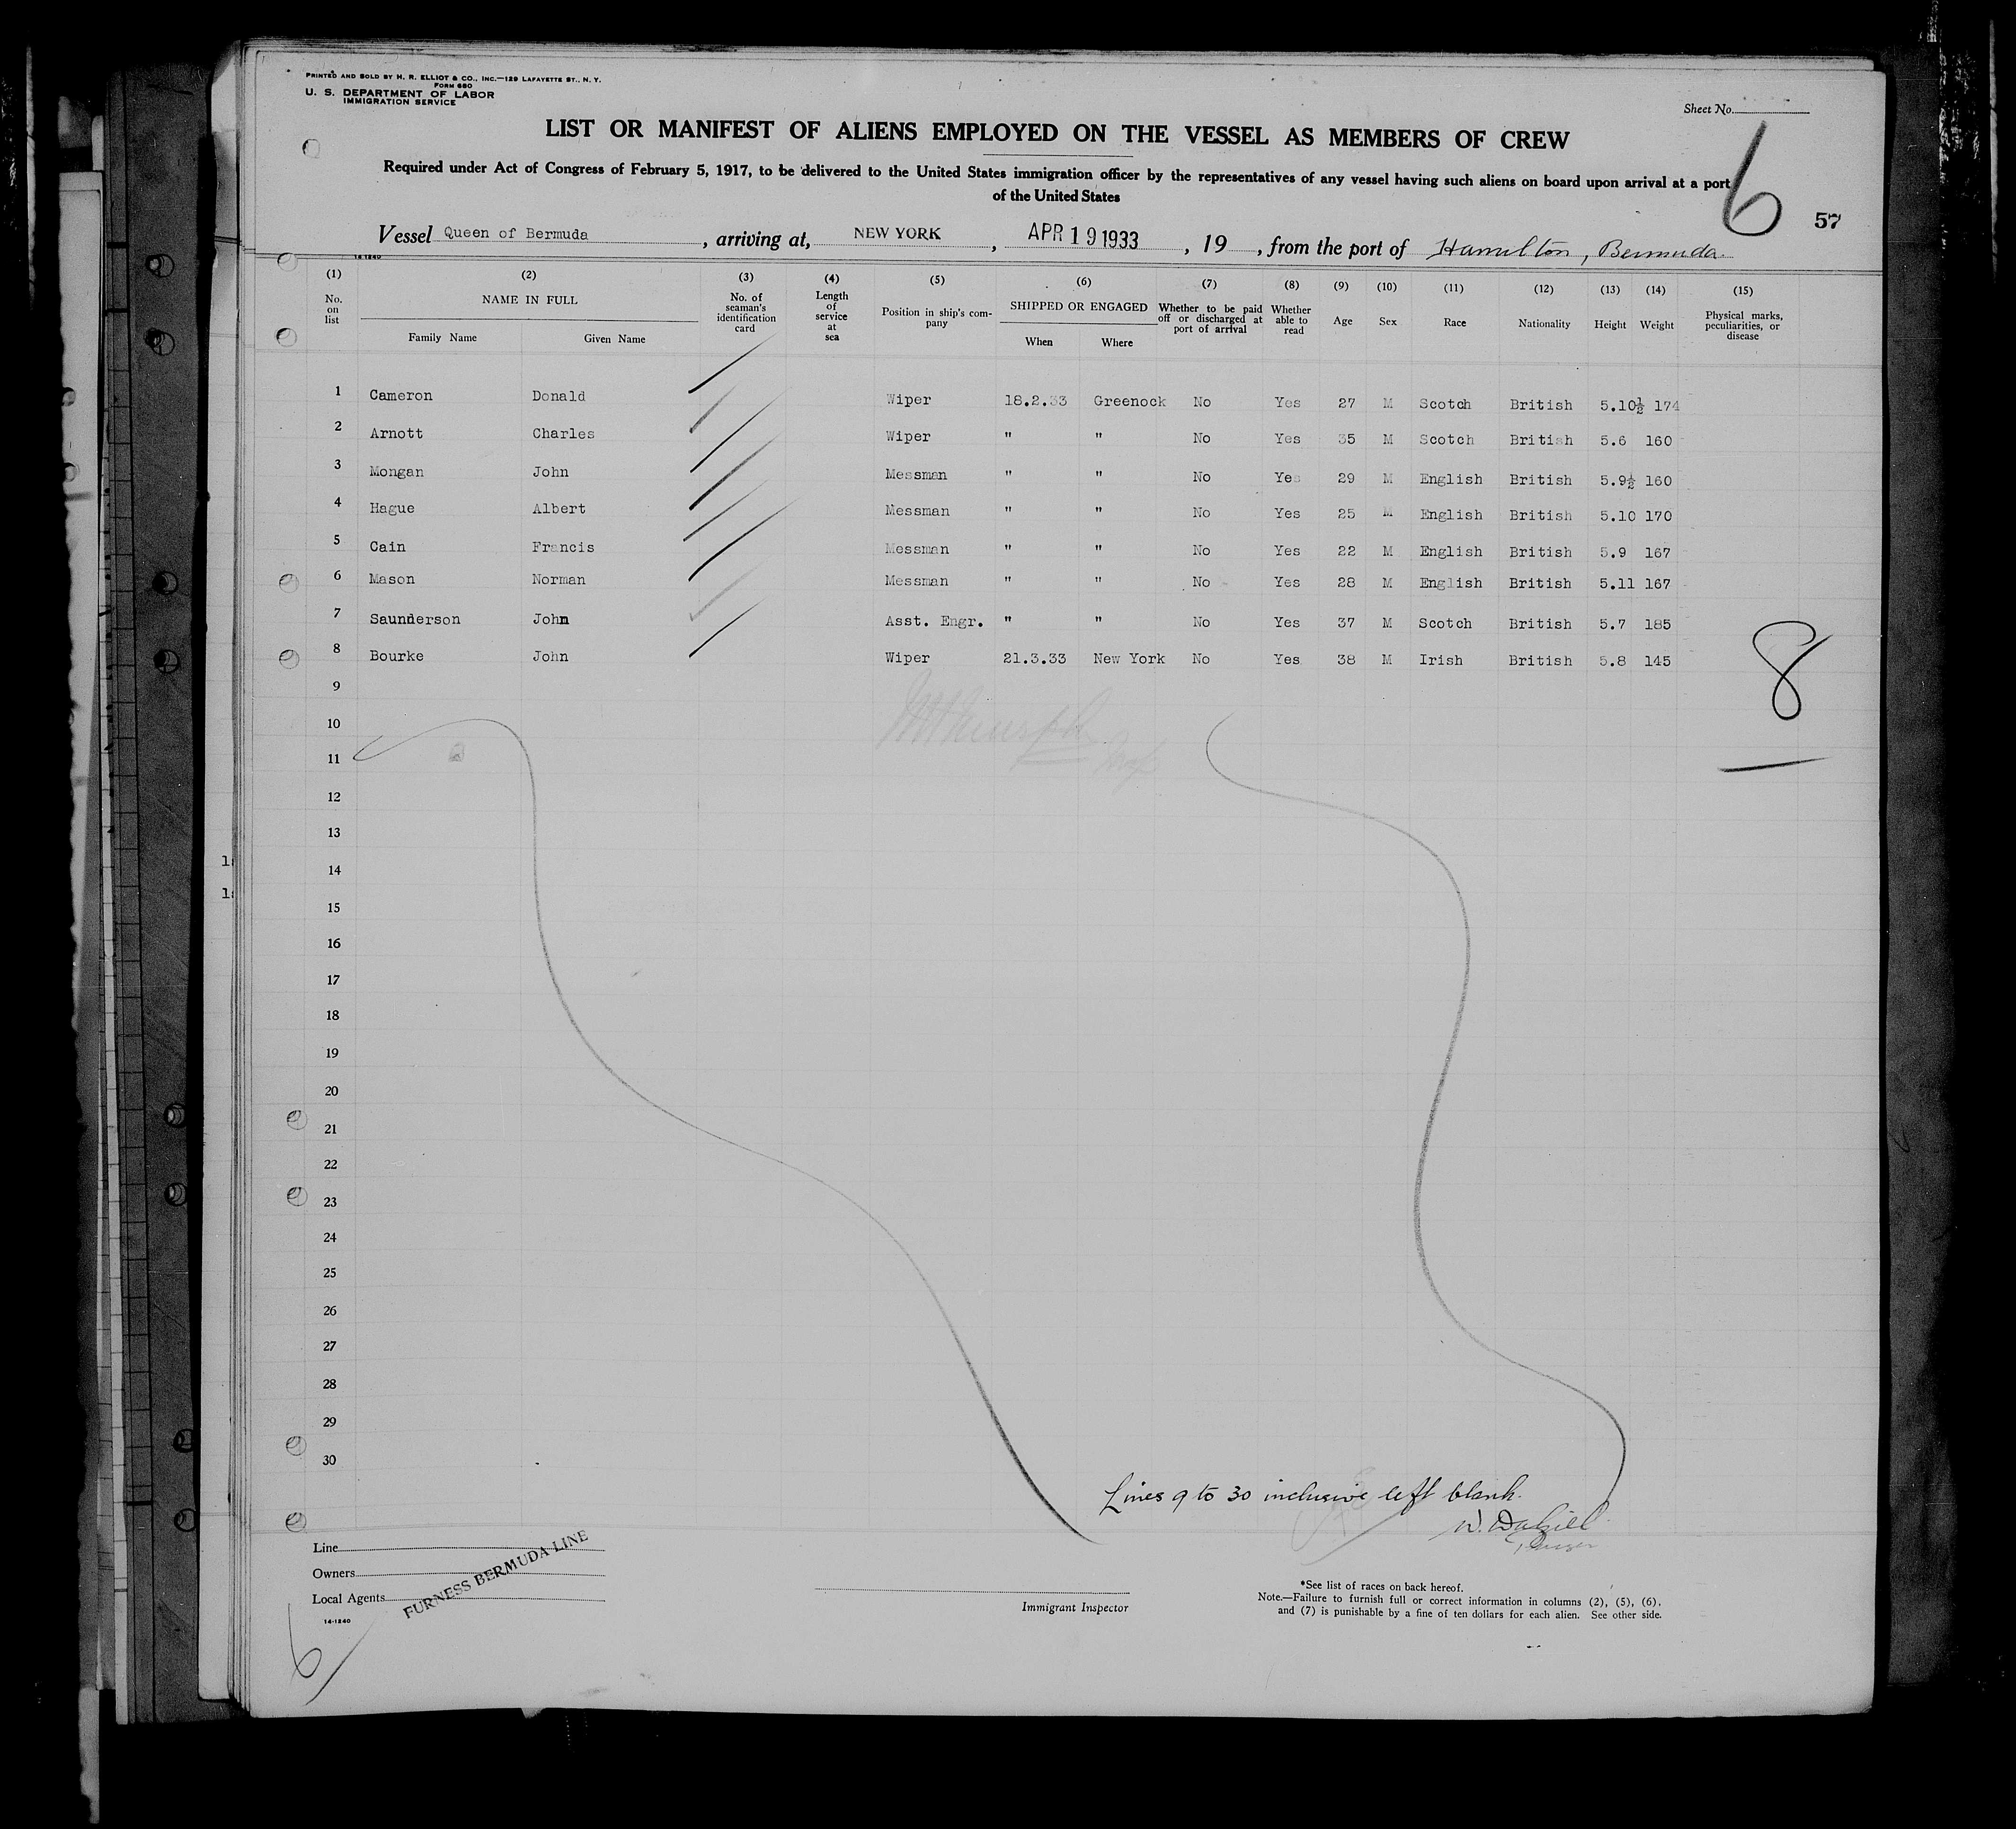 PRINTED AND SOLD BY H. R. ELLIOT & CO., INC.—129 LAFAYETTE ST., N. Y.
FORM 680
U. S. DEPARTMENT OF LABOR
IMMIGRATION SERVICE
Sheet No.
6
57
LIST OR MANIFEST OF ALIENS EMPLOYED ON THE VESSEL AS MEMBERS OF CREW
Required under Act of Congress of February 5, 1917, to be delivered to the United States immigration officer by the representatives of any vessel having such aliens on board upon arrival at a port
of the United States
Vessel Queen of Bermuda, arriving at, NEW YORK, APR 19 1933, 19 , from the port of Hamilton, Bermuda.
14-1240
(1) (2) (3) (4) (5) (6) (7) (8) (9) (10) (11) (12) (13) (14) (15)
No. on list NAME IN FULL Family Name Given Name No. of seaman's identification card Length of service at sea Position in ship's com-pany SHIPPED OR ENGAGED When Where Whether to be paid off or discharged at port of arrival Whether able to read Age Sex Race Nationality Height Weight Physical marks, peculiarities, or disease
1 Cameron Donald Wiper 18.2.33 Greenock No Yes 27 M Scotch British 5.10½ 174
2 Arnott Charles Wiper " " No Yes 35 M Scotch British 5.6 160
3 Mongan John Messman " " No Yes 29 M English British 5.9½ 160
4 Hague Albert Messman " " No Yes 25 M English British 5.10 170
5 Cain Francis Messman " " No Yes 22 M English British 5.9 167
6 Mason Norman Messman " " No Yes 28 M English British 5.11 167
7 Saunderson John Asst. Engr. " " No Yes 37 M Scotch British 5.7 185
8 Bourke John Wiper 21.3.33 New York No Yes 38 M Irish British 5.8 145
8
9
10
11
12
13
14
15
16
17
18
19
20
21
22
23
24
25
26
27
28
29
30
Lines 9 to 30 inclusive left blank.
W. Dalziel
Purser
Line
Owners
Local Agents
FURNESS BERMUDA LINE
14-1240
Immigrant Inspector
*See list of races on back hereof.
Note.—Failure to furnish full or correct information in columns (2), (5), (6),
and (7) is punishable by a fine of ten dollars for each alien. See other side.
6